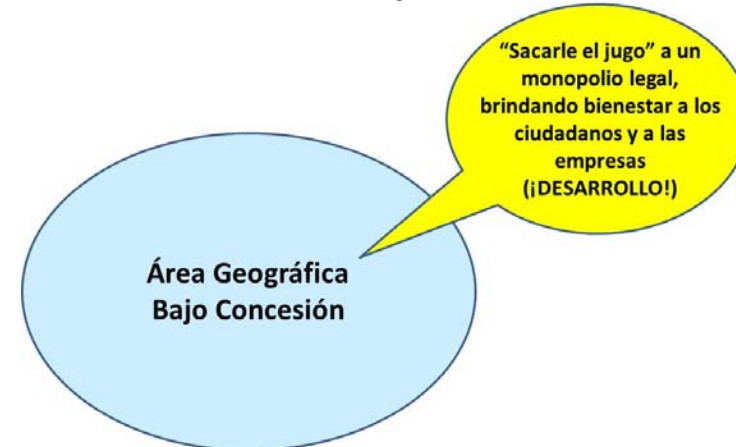 “Sacarle el jugo” a un
monopolio legal,
brindando bienestar a los
ciudadanos y a las
empresas
(¡DESARROLLO!)
Área Geográfica
Bajo Concesión